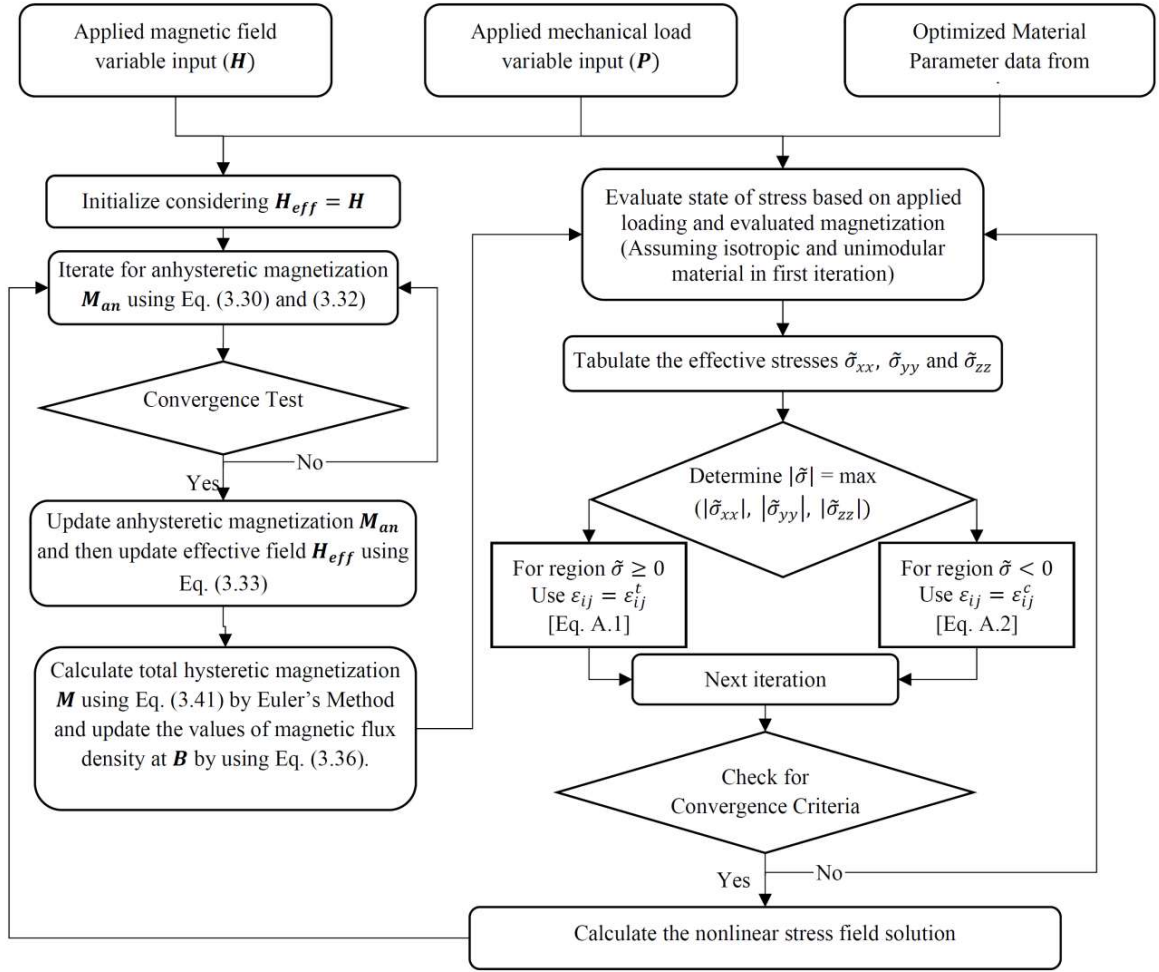 Applied magnetic field
variable input (𝑯)
Applied mechanical load
variable input (𝑷)
Optimized Material
Parameter data from
.
Initialize considering 𝑯ₑ𝒇𝒇 = 𝑯
Iterate for anhysteretic magnetization
𝑴ₐₙ using Eq. (3.30) and (3.32)
Convergence Test
No
Yes
Update anhysteretic magnetization 𝑴ₐₙ
and then update effective field 𝑯ₑ𝒇𝒇 using
Eq. (3.33)
Calculate total hysteretic magnetization
𝑴 using Eq. (3.41) by Euler’s Method
and update the values of magnetic flux
density at 𝑩 by using Eq. (3.36).
Evaluate state of stress based on applied
loading and evaluated magnetization
(Assuming isotropic and unimodular
material in first iteration)
Tabulate the effective stresses σ̃_xx, σ̃_yy and σ̃_zz
Determine |σ̃| = max
(|σ̃_xx|, |σ̃_yy|, |σ̃_zz|)
For region σ̃ ≥ 0
Use ε_ij = ε_ij^t
[Eq. A.1]
For region σ̃ < 0
Use ε_ij = ε_ij^c
[Eq. A.2]
Next iteration
Check for
Convergence Criteria
Yes
No
Calculate the nonlinear stress field solution